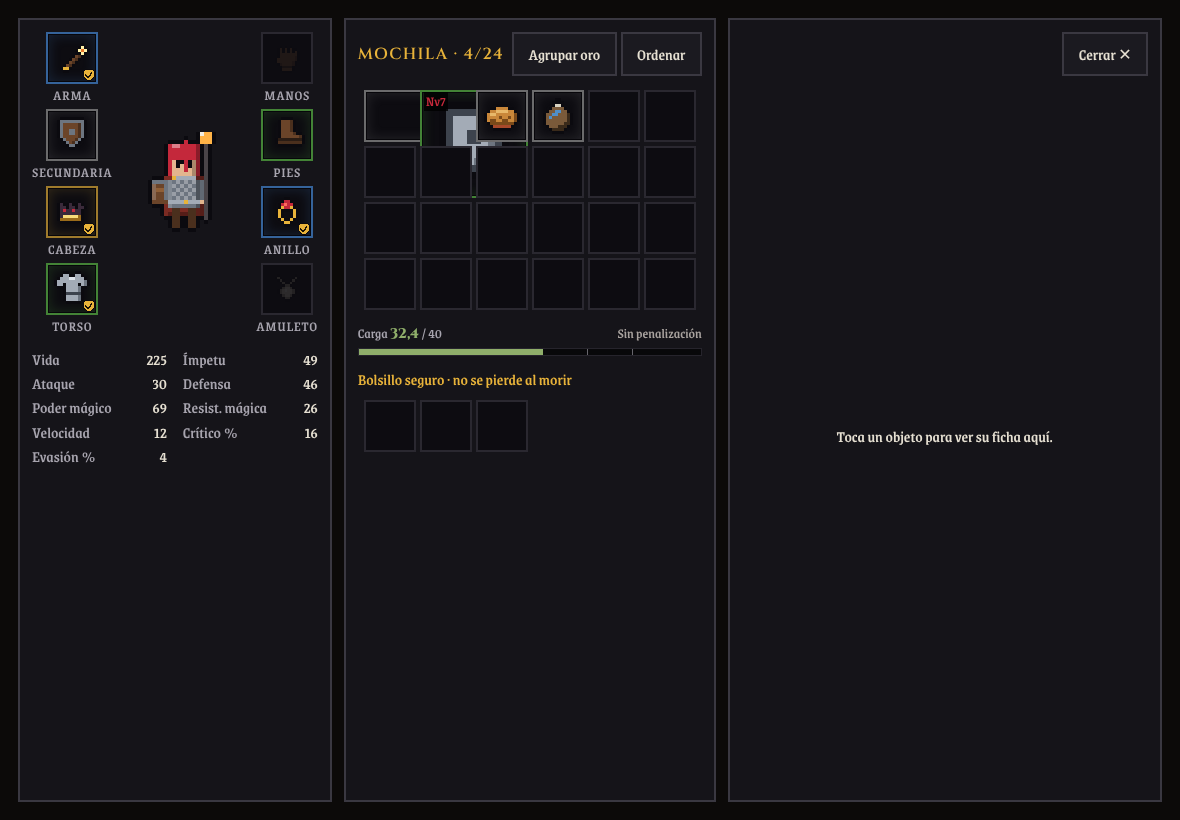 ARMA
MANOS
SECUNDARIA
PIES
CABEZA
ANILLO
TORSO
AMULETO
Vida 225 Ímpetu 49
Ataque 30 Defensa 46
Poder mágico 69 Resist. mágica 26
Velocidad 12 Crítico % 16
Evasión % 4
MOCHILA · 4/24
Agrupar oro
Ordenar
Nv7
Carga 32,4 / 40
Sin penalización
Bolsillo seguro · no se pierde al morir
Cerrar ✕
Toca un objeto para ver su ficha aquí.